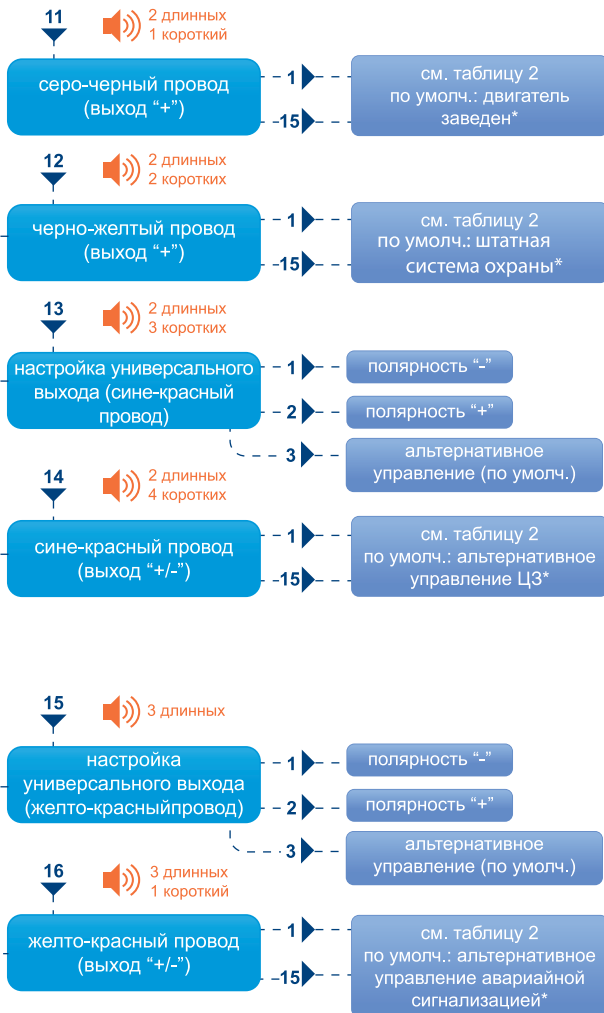 11
2 длинных
1 короткий
серо-черный провод
(выход “+”)
1
15
см. таблицу 2
по умолч.: двигатель
заведен*
12
2 длинных
2 коротких
черно-желтый провод
(выход “+”)
1
15
см. таблицу 2
по умолч.: штатная
система охраны*
13
2 длинных
3 коротких
настройка универсального
выхода (сине-красный
провод)
1
полярность “-”
2
полярность “+”
3
альтернативное
управление (по умолч.)
14
2 длинных
4 коротких
сине-красный провод
(выход “+/-”)
1
15
см. таблицу 2
по умолч.: альтернативное
управление ЦЗ*
15
3 длинных
настройка
универсального выхода
(желто-красныйпровод)
1
полярность “-”
2
полярность “+”
3
альтернативное
управление (по умолч.)
16
3 длинных
1 короткий
желто-красный провод
(выход “+/-”)
1
15
см. таблицу 2
по умолч.: альтернативное
управление авариайной
сигнализацией*